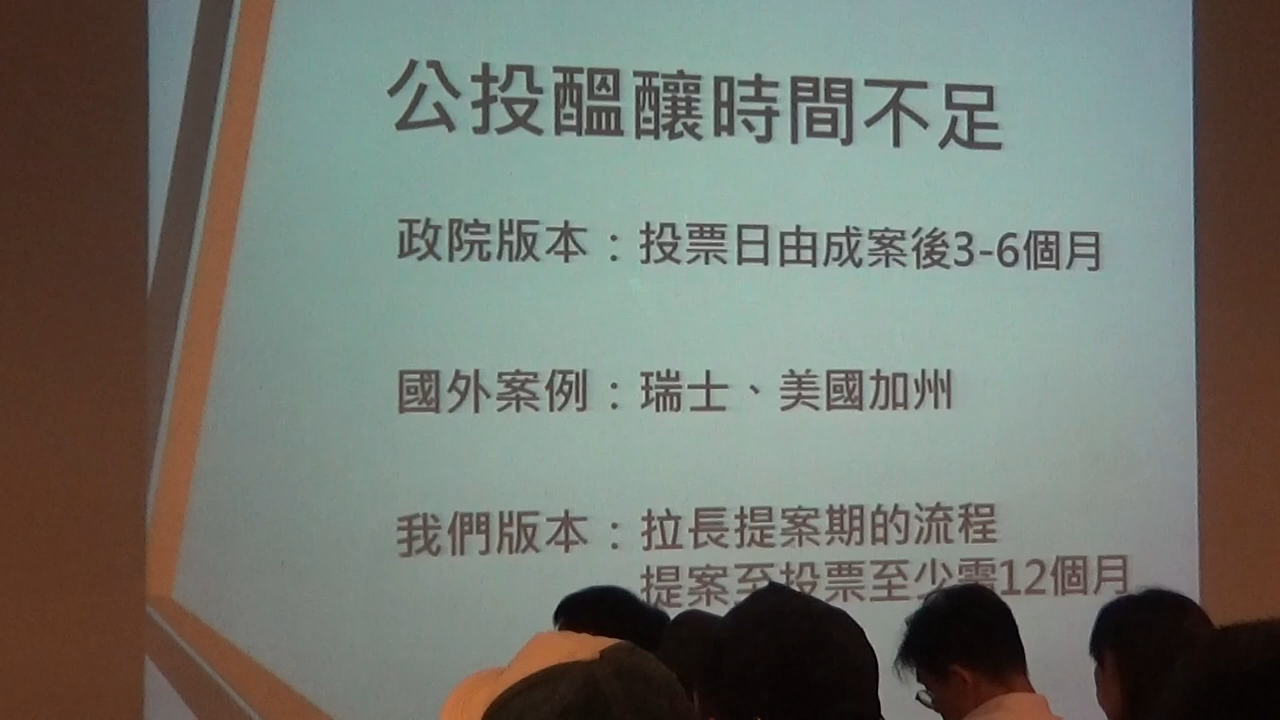 公投醞釀時間不足
政院版本：投票日由成案後3-6個月
國外案例：瑞士、美國加州
我們版本：拉長提案期的流程
提案至投票至少需12個月